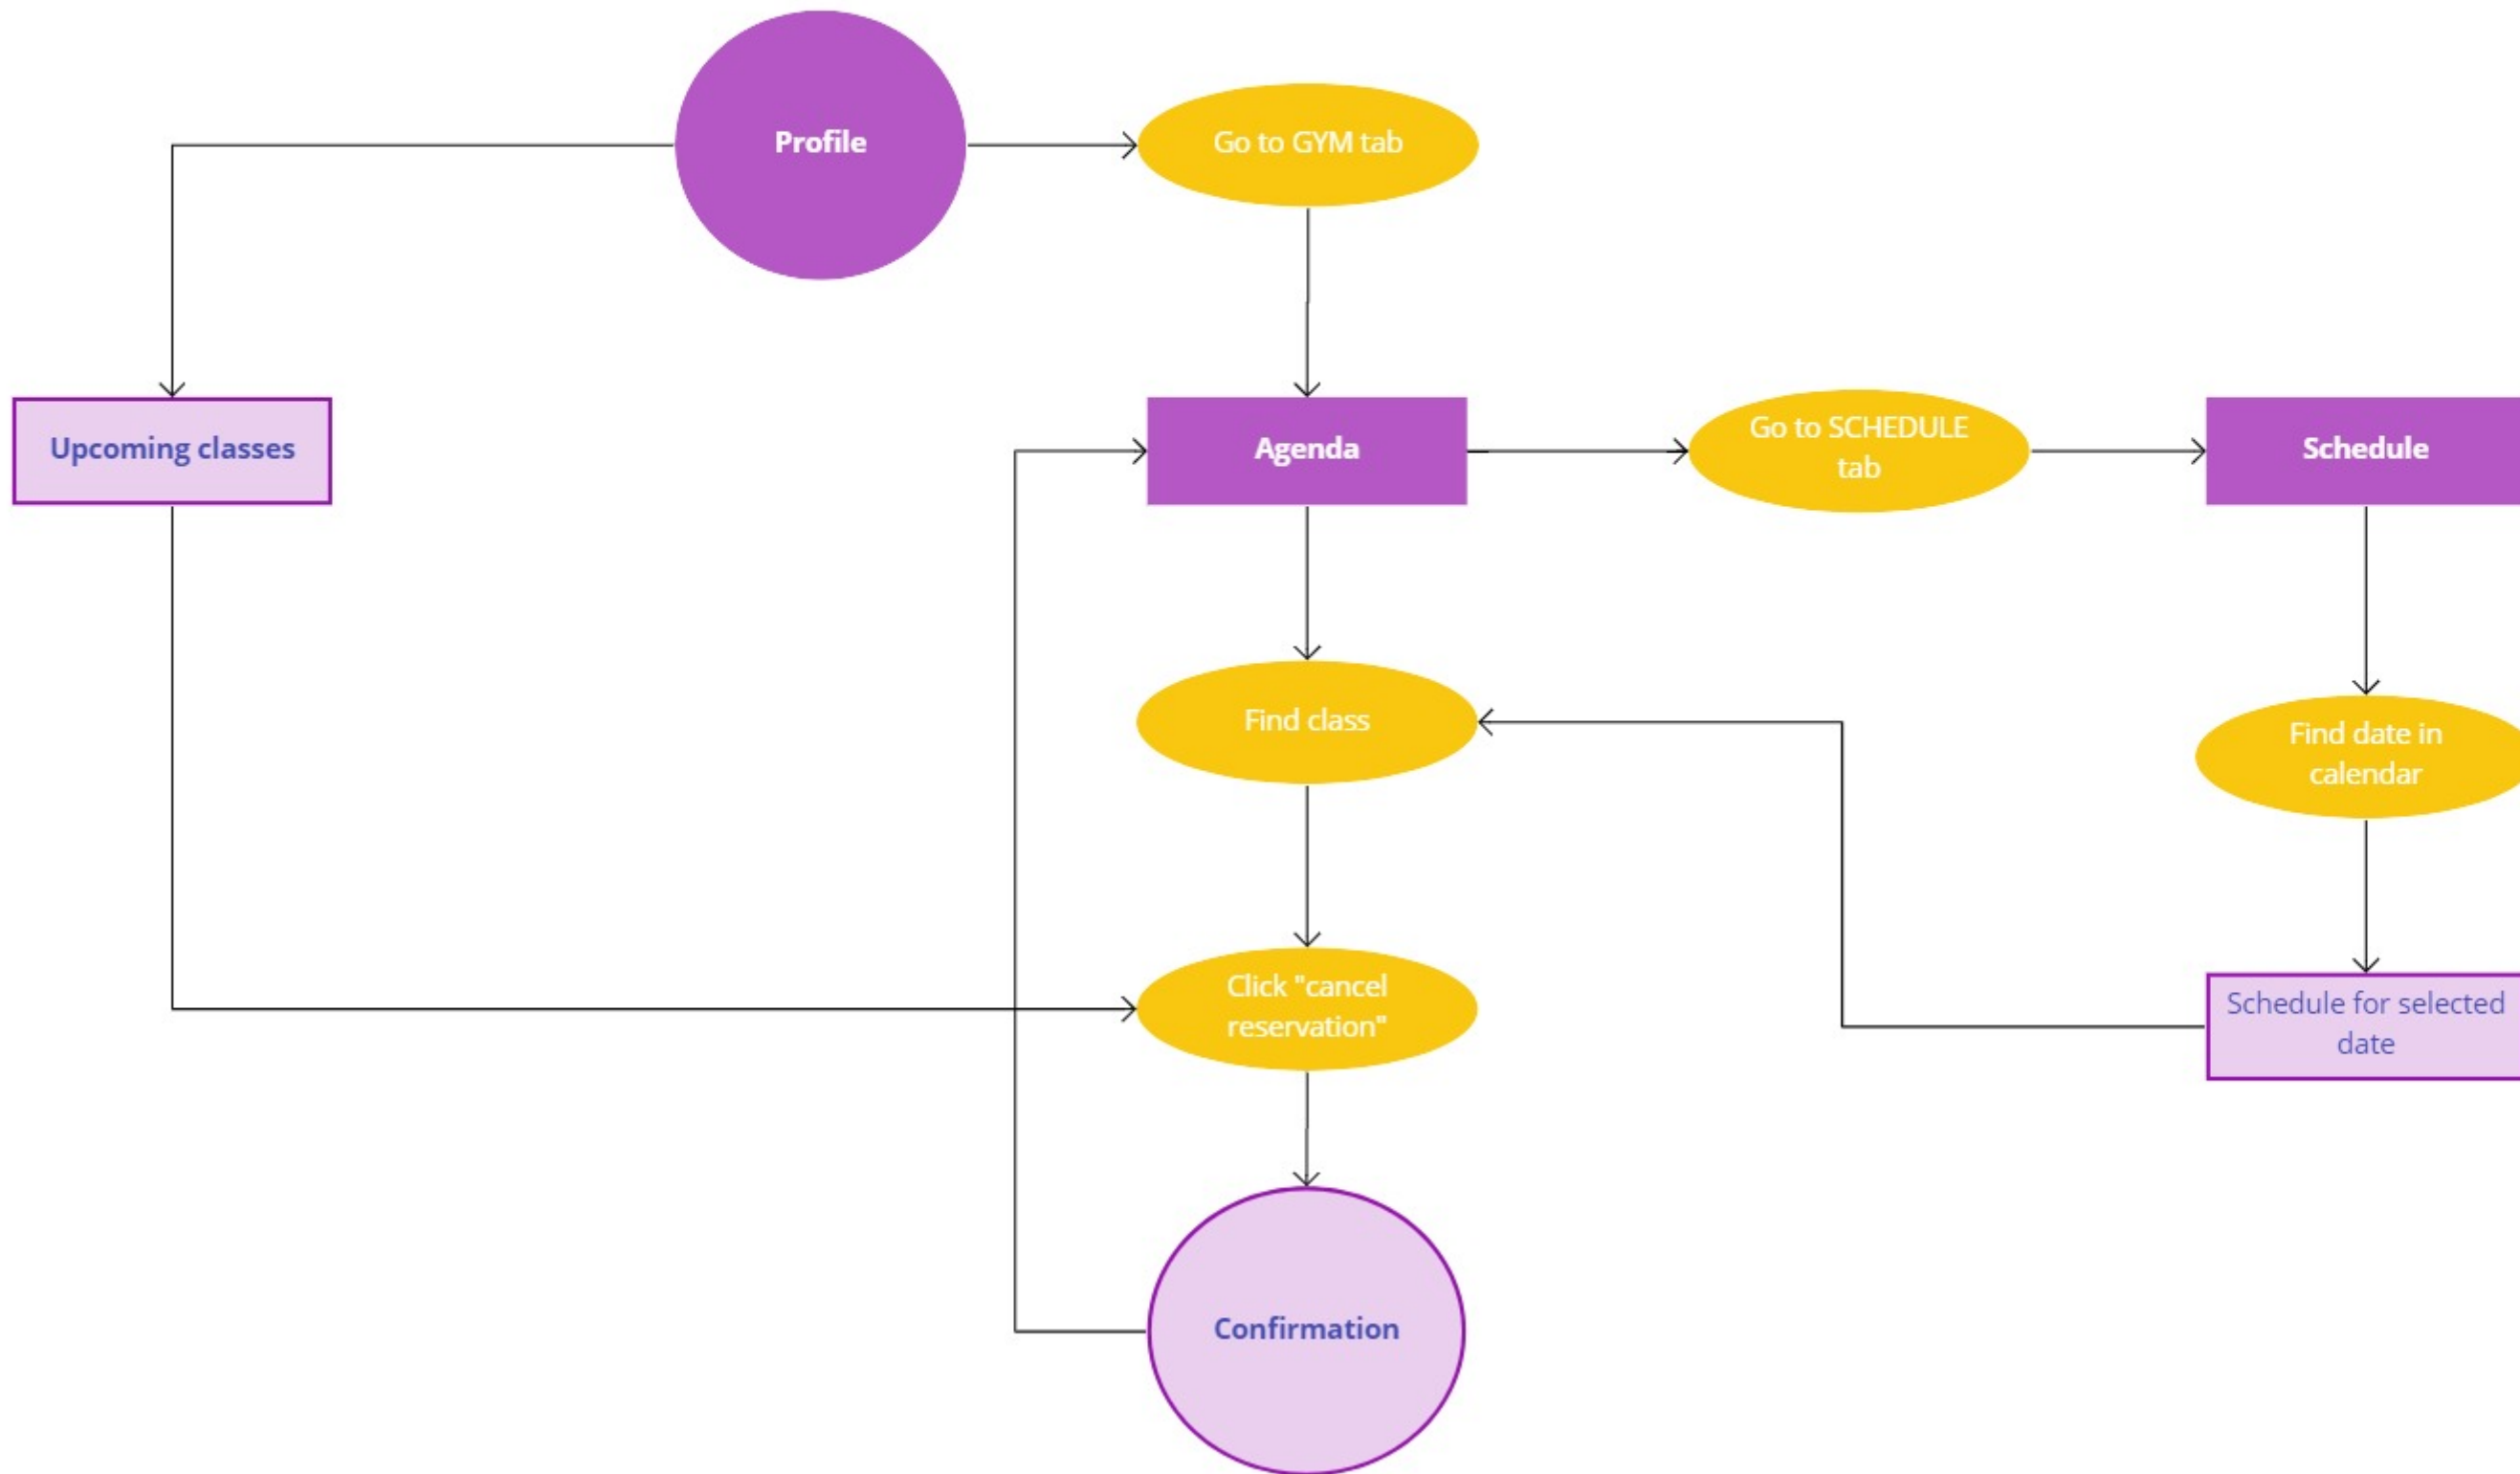 Profile
Go to GYM tab
Upcoming classes
Agenda
Go to SCHEDULE
tab
Schedule
Find class
Find date in
calendar
Click "cancel
reservation"
Schedule for selected
date
Confirmation